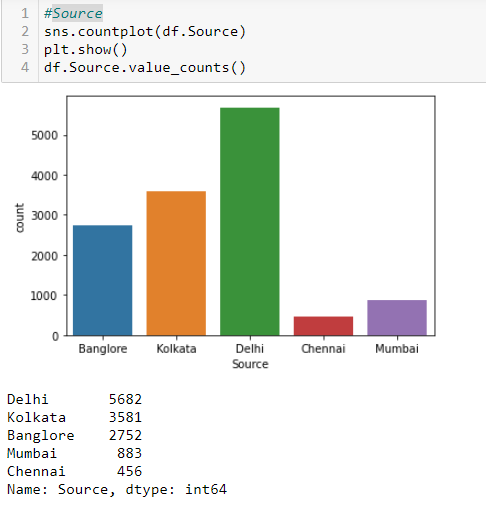 1 #Source
2 sns.countplot(df.Source)
3 plt.show()
4 df.Source.value_counts()
5000
4000
3000
2000
1000
0
count
Banglore Kolkata Delhi Chennai Mumbai
Source
Delhi 5682
Kolkata 3581
Banglore 2752
Mumbai 883
Chennai 456
Name: Source, dtype: int64